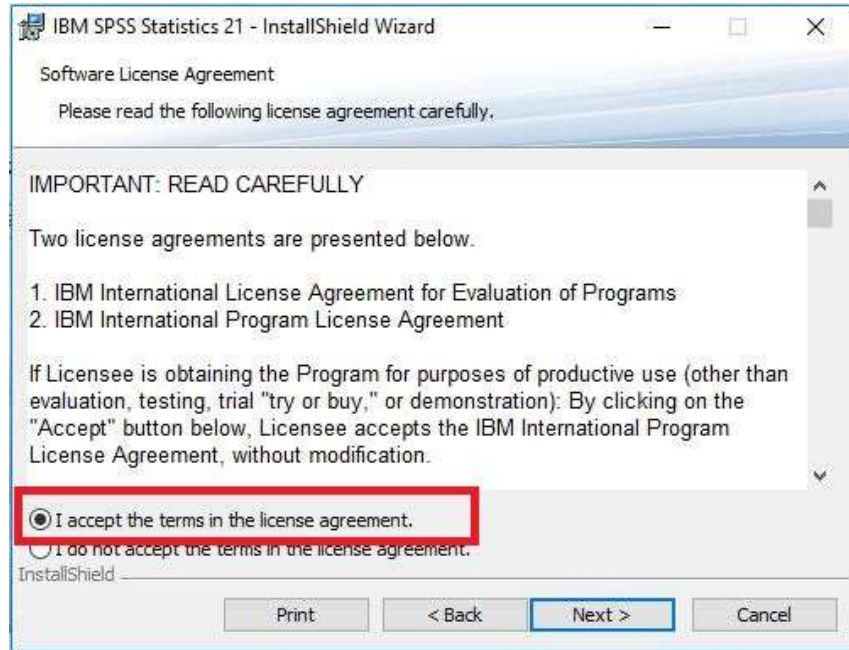 IBM SPSS Statistics 21 - InstallShield Wizard
Software License Agreement
Please read the following license agreement carefully.
IMPORTANT: READ CAREFULLY
Two license agreements are presented below.
1. IBM International License Agreement for Evaluation of Programs
2. IBM International Program License Agreement
If Licensee is obtaining the Program for purposes of productive use (other than
evaluation, testing, trial "try or buy," or demonstration): By clicking on the
"Accept" button below, Licensee accepts the IBM International Program
License Agreement, without modification.
I accept the terms in the license agreement.
I do not accept the terms in the license agreement.
InstallShield
Print
< Back
Next >
Cancel